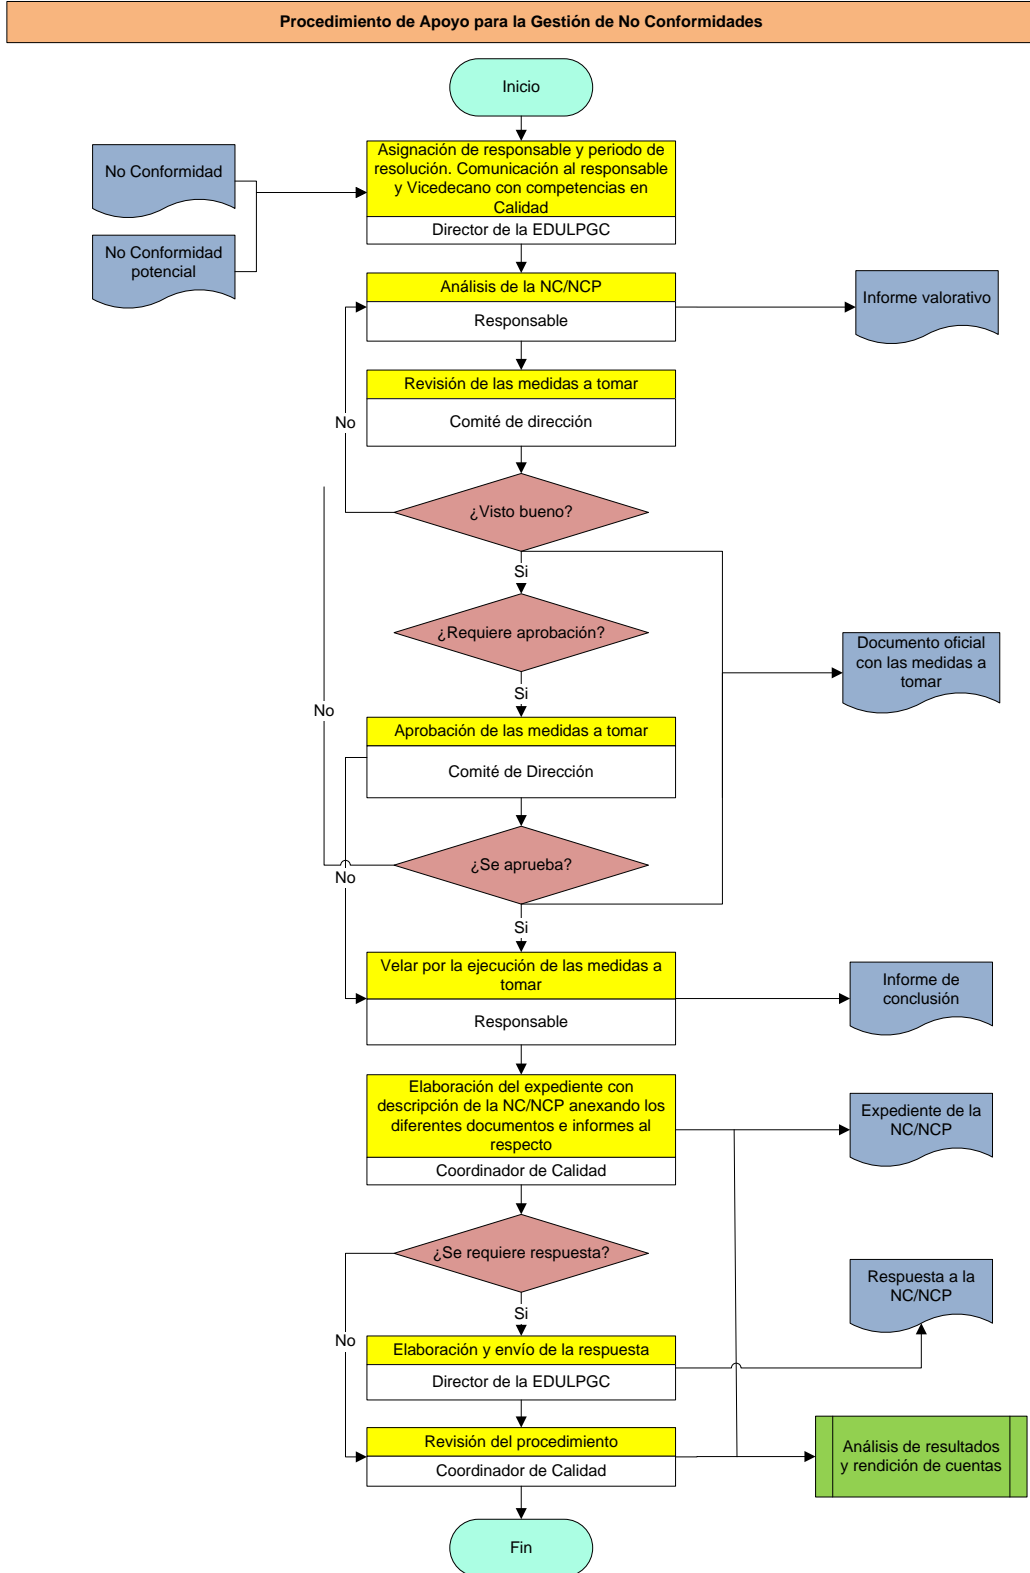 Procedimiento de Apoyo para la Gestión de No Conformidades
Inicio
No Conformidad
No Conformidad
potencial
Asignación de responsable y periodo de
resolución. Comunicación al responsable
y Vicedecano con competencias en
Calidad
Director de la EDULPGC
Análisis de la NC/NCP
Responsable
Informe valorativo
Revisión de las medidas a tomar
Comité de dirección
No
¿Visto bueno?
Si
¿Requiere aprobación?
Documento oficial
con las medidas a
tomar
Si
No
Aprobación de las medidas a tomar
Comité de Dirección
¿Se aprueba?
No
Si
Velar por la ejecución de las medidas a
tomar
Responsable
Informe de
conclusión
Elaboración del expediente con
descripción de la NC/NCP anexando los
diferentes documentos e informes al
respecto
Coordinador de Calidad
Expediente de la
NC/NCP
¿Se requiere respuesta?
Respuesta a la
NC/NCP
Si
No
Elaboración y envío de la respuesta
Director de la EDULPGC
Revisión del procedimiento
Coordinador de Calidad
Análisis de resultados
y rendición de cuentas
Fin